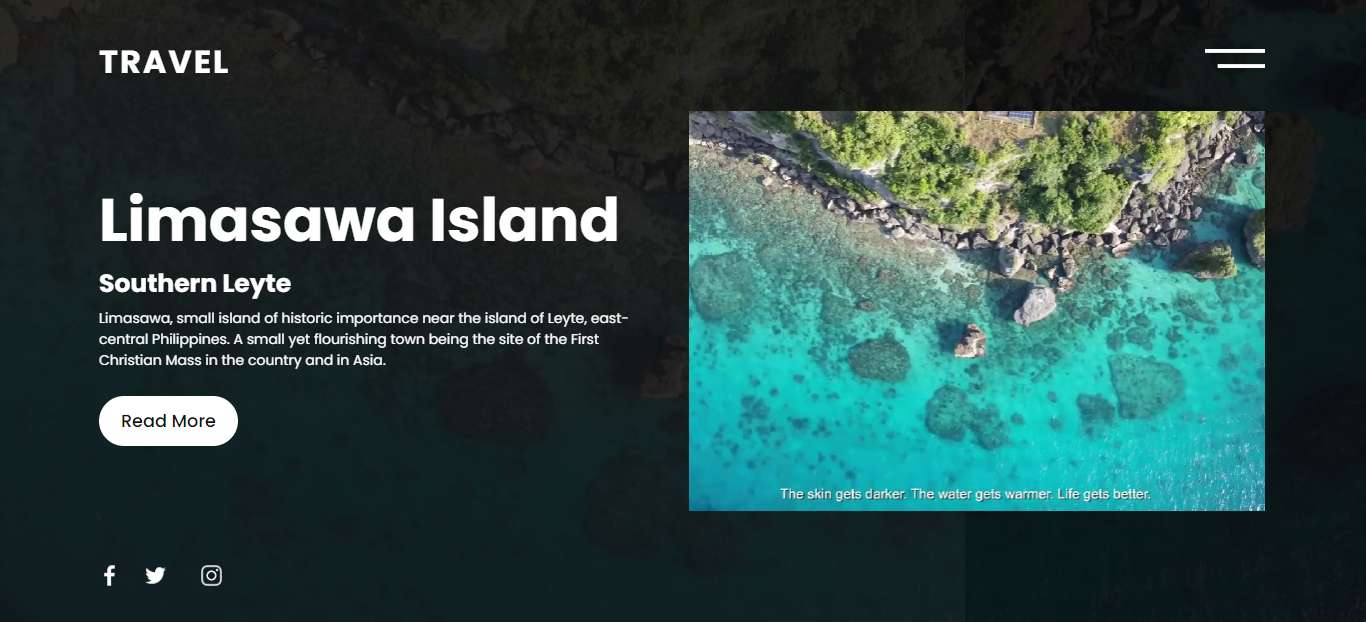 TRAVEL
Limasawa Island
Southern Leyte
Limasawa, small island of historic importance near the island of Leyte, east-
central Philippines. A small yet flourishing town being the site of the First
Christian Mass in the country and in Asia.
Read More
The skin gets darker. The water gets warmer. Life gets better.